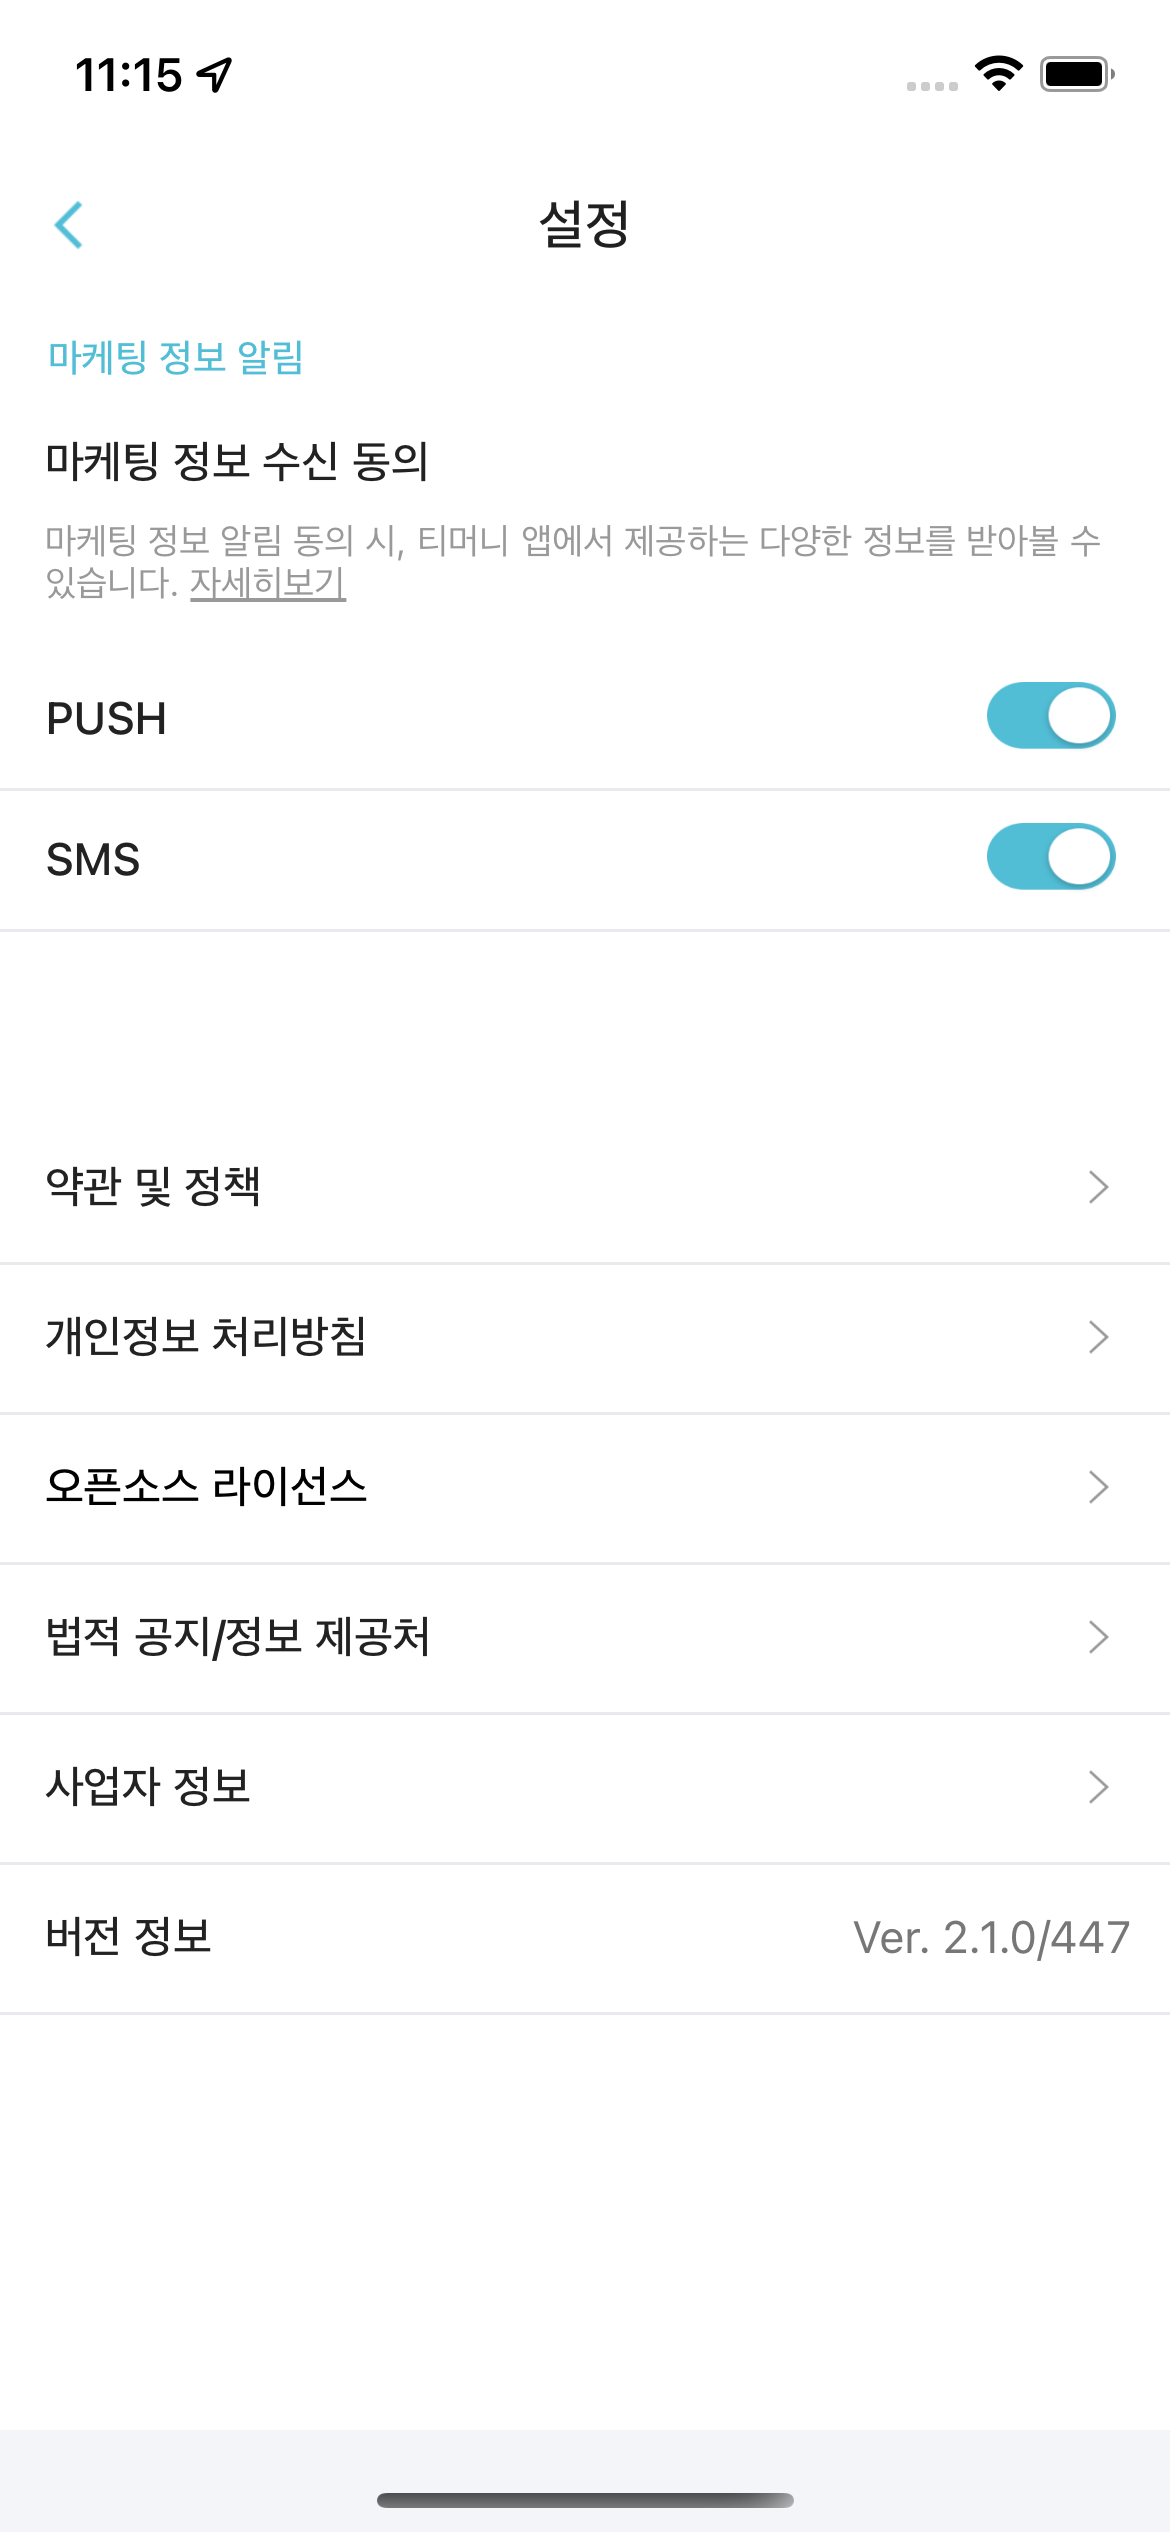 11:15
설정
마케팅 정보 알림
마케팅 정보 수신 동의
마케팅 정보 알림 동의 시, 티머니 앱에서 제공하는 다양한 정보를 받아볼 수
있습니다. 자세히보기
PUSH
SMS
약관 및 정책
개인정보 처리방침
오픈소스 라이선스
법적 공지/정보 제공처
사업자 정보
버전 정보 Ver. 2.1.0/447